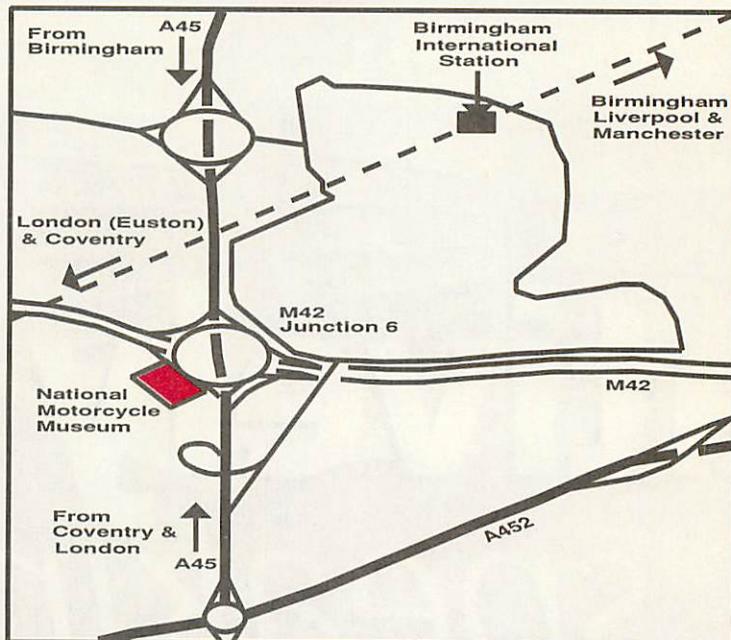 From
Birmingham
A45
Birmingham
International
Station
Birmingham
Liverpool &
Manchester
London (Euston)
& Coventry
M42
Junction 6
M42
National
Motorcycle
Museum
From
Coventry &
London
A45
A452